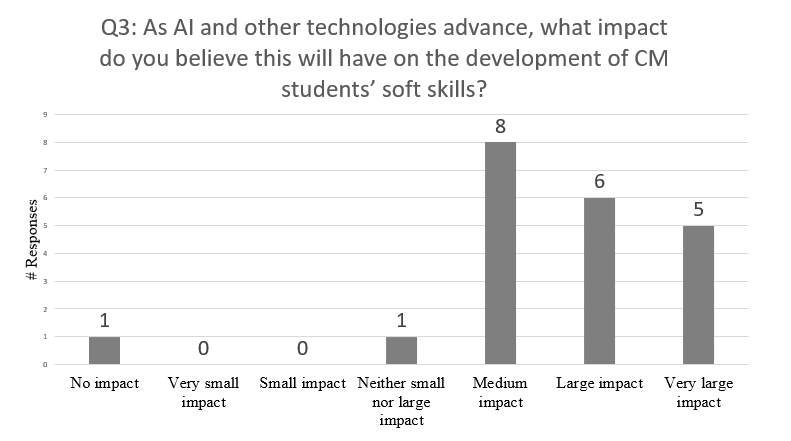 Q3: As AI and other technologies advance, what impact
do you believe this will have on the development of CM
students’ soft skills?
9
8
7
6
5
4
3
2
1
0
# Responses
1
0
0
1
8
6
5
No impact
Very small
impact
Small impact
Neither small
nor large
impact
Medium
impact
Large impact
Very large
impact